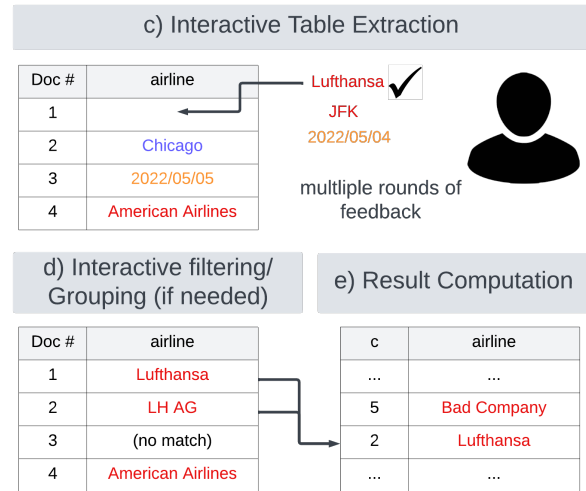 c) Interactive Table Extraction
Doc # airline
1
2 Chicago
3 2022/05/05
4 American Airlines
Lufthansa
JFK
2022/05/04
multliple rounds of
feedback
d) Interactive filtering/
Grouping (if needed)
Doc # airline
1 Lufthansa
2 LH AG
3 (no match)
4 American Airlines
e) Result Computation
c airline
... ...
5 Bad Company
2 Lufthansa
... ...